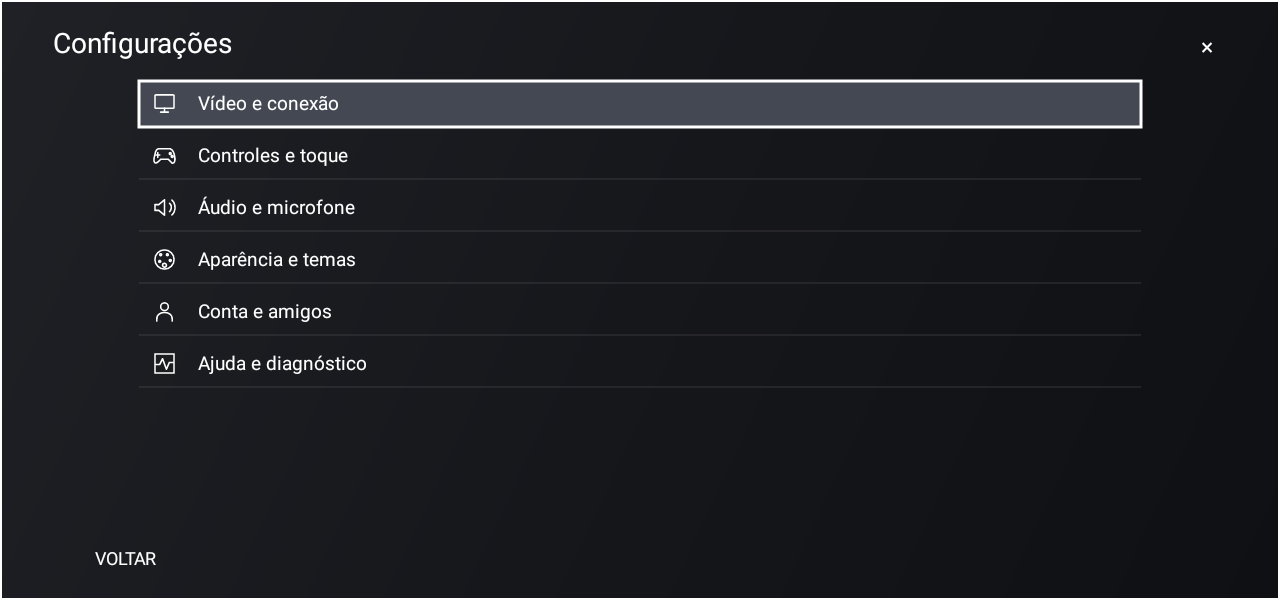 Configurações
×
Vídeo e conexão
Controles e toque
Áudio e microfone
Aparência e temas
Conta e amigos
Ajuda e diagnóstico
VOLTAR